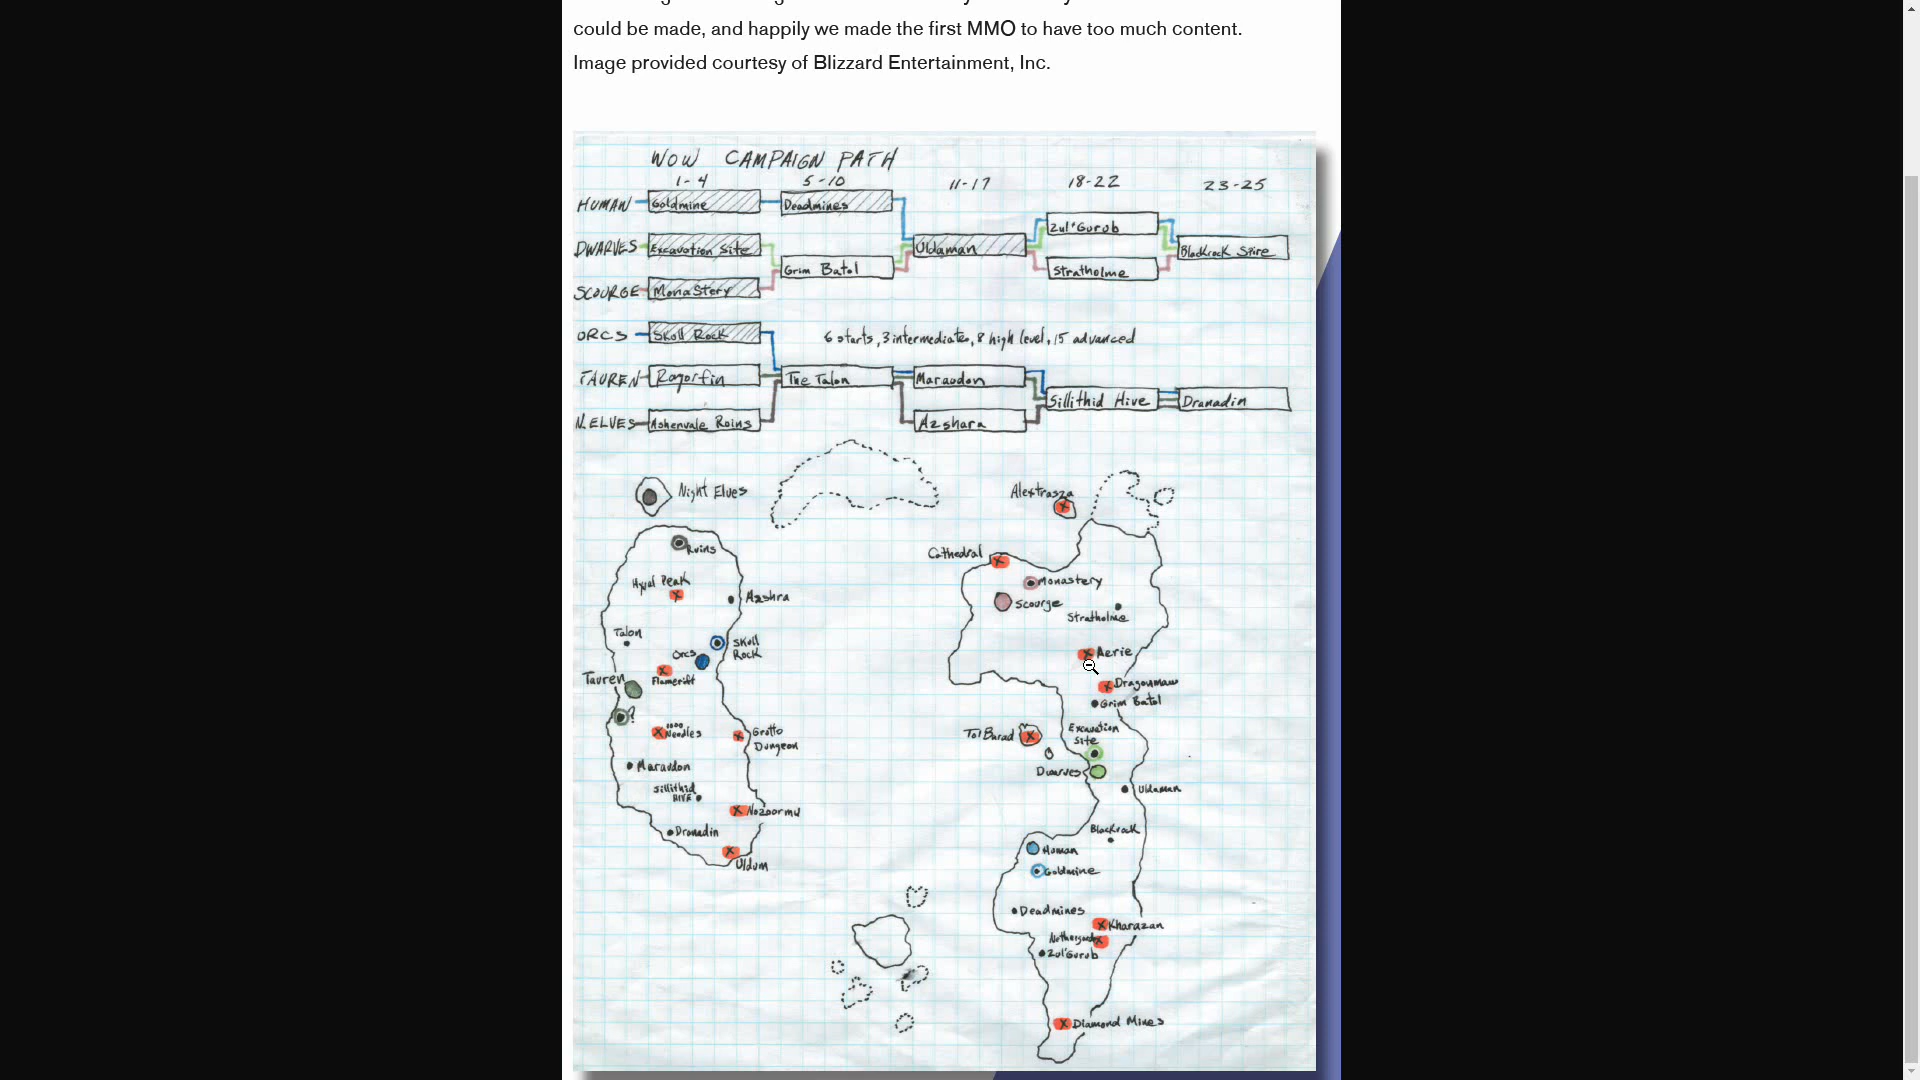 could be made, and happily we made the first MMO to have too much content.
Image provided courtesy of Blizzard Entertainment, Inc.
WOW CAMPAIGN PATH
1-4 5-10 11-17 18-22 23-25
HUMAN Goldmine Deadmines
Zul'Gurub
DWARVES Excavation Site Uldaman Blackrock Spire
Grim Batol Stratholme
SCOURGE Monastery
ORCS Skull Rock 6 starts, 3 intermediate, 8 high level, 15 advanced
TAUREN Ragorfin The Talon Maraudon
Sillithid Hive Dranadin
N. ELVES Ashenvale Ruins Azshara
Night Elves
Alextrasza
Ruins
Cathedral
Hyjal Peak
Monastery
Azshra
Scourge
Stratholme
Talon
Skull
Rock
Orcs
Aerie
Tauren
Flamerift
Dragonmaw
Grim Batol
?
1000
Needles
Grotto
Dungeon
Tol Barad
Excavation
Site
Maraudon
Dwarves
Sillithid
HIVE
Uldaman
Nozdormu
Dranadin
Blackrock
Uldum
Human
Goldmine
Deadmines
Kharazan
Zul'Gurub
Diamond Mines